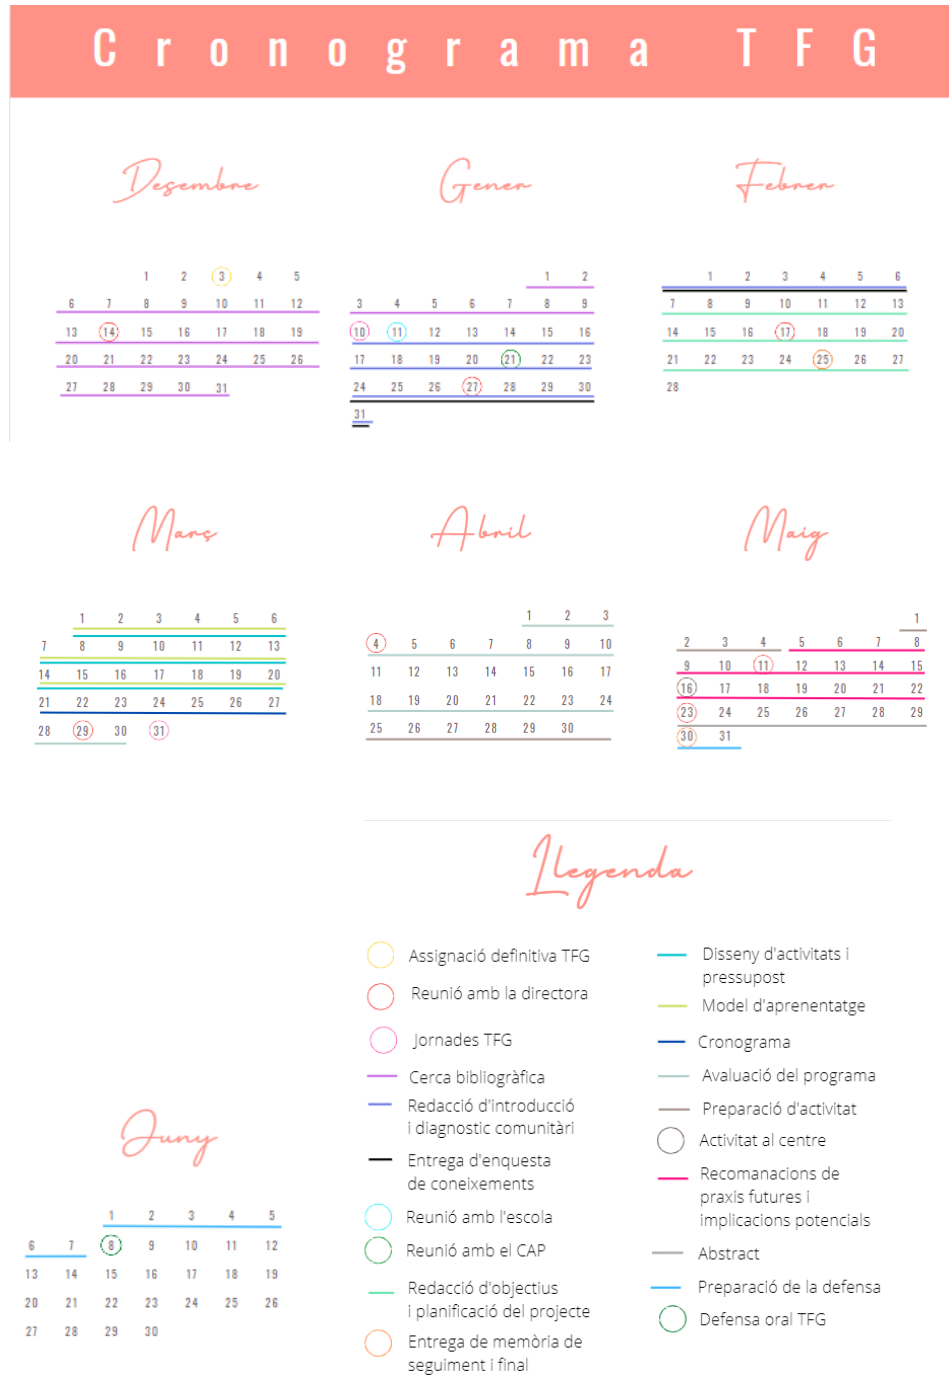 Cronograma TFG
Desembre
1 2 3 4 5
6 7 8 9 10 11 12
13 14 15 16 17 18 19
20 21 22 23 24 25 26
27 28 29 30 31
Gener
1 2
3 4 5 6 7 8 9
10 11 12 13 14 15 16
17 18 19 20 21 22 23
24 25 26 27 28 29 30
31
Febrer
1 2 3 4 5 6
7 8 9 10 11 12 13
14 15 16 17 18 19 20
21 22 23 24 25 26 27
28
Març
1 2 3 4 5 6
7 8 9 10 11 12 13
14 15 16 17 18 19 20
21 22 23 24 25 26 27
28 29 30 31
Abril
1 2 3
4 5 6 7 8 9 10
11 12 13 14 15 16 17
18 19 20 21 22 23 24
25 26 27 28 29 30
Maig
1
2 3 4 5 6 7 8
9 10 11 12 13 14 15
16 17 18 19 20 21 22
23 24 25 26 27 28 29
30 31
Juny
1 2 3 4 5
6 7 8 9 10 11 12
13 14 15 16 17 18 19
20 21 22 23 24 25 26
27 28 29 30
Llegenda
Assignació definitiva TFG
Reunió amb la directora
Jornades TFG
Cerca bibliogràfica
Redacció d'introducció
i diagnostic comunitàri
Entrega d'enquesta
de coneixements
Reunió amb l'escola
Reunió amb el CAP
Redacció d'objectius
i planificació del projecte
Entrega de memòria de
seguiment i final
Disseny d'activitats i
pressupost
Model d'aprenentatge
Cronograma
Avaluació del programa
Preparació d'activitat
Activitat al centre
Recomanacions de
praxis futures i
implicacions potencials
Abstract
Preparació de la defensa
Defensa oral TFG